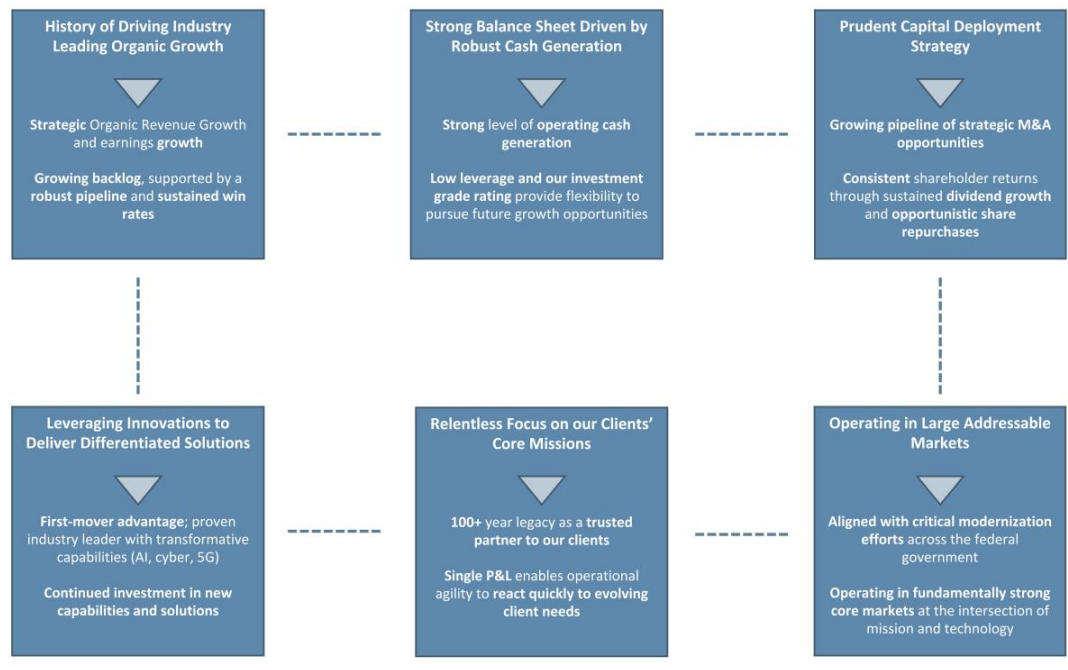 History of Driving Industry
Leading Organic Growth
Strategic Organic Revenue Growth
and earnings growth
Growing backlog, supported by a
robust pipeline and sustained win
rates
Strong Balance Sheet Driven by
Robust Cash Generation
Strong level of operating cash
generation
Low leverage and our investment
grade rating provide flexibility to
pursue future growth opportunities
Prudent Capital Deployment
Strategy
Growing pipeline of strategic M&A
opportunities
Consistent shareholder returns
through sustained dividend growth
and opportunistic share
repurchases
Leveraging Innovations to
Deliver Differentiated Solutions
First-mover advantage; proven
industry leader with transformative
capabilities (AI, cyber, 5G)
Continued investment in new
capabilities and solutions
Relentless Focus on our Clients’
Core Missions
100+ year legacy as a trusted
partner to our clients
Single P&L enables operational
agility to react quickly to evolving
client needs
Operating in Large Addressable
Markets
Aligned with critical modernization
efforts across the federal
government
Operating in fundamentally strong
core markets at the intersection of
mission and technology